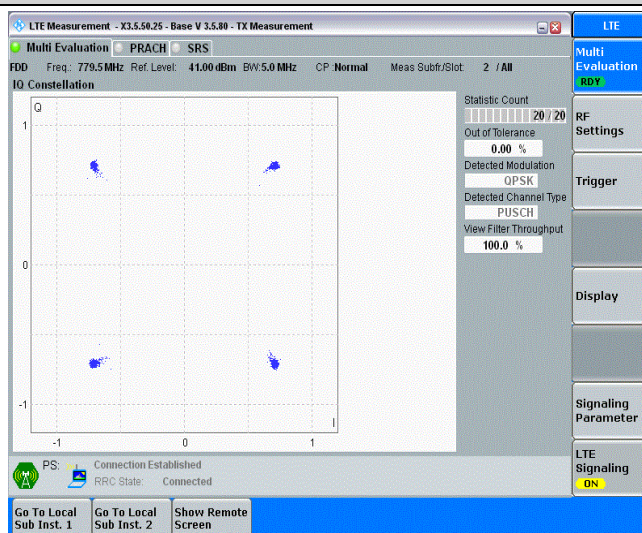 LTE Measurement - X3.5.50.25 - Base V 3.5.80 - TX Measurement
LTE
Multi Evaluation PRACH SRS
FDD Freq.: 779.5 MHz Ref. Level: 41.00 dBm BW: 5.0 MHz CP : Normal Meas Subfr./Slot: 2 / All
IQ Constellation
Q
1
0
-1
I
-1 0 1
Statistic Count
20 / 20
Out of Tolerance
0.00 %
Detected Modulation
QPSK
Detected Channel Type
PUSCH
View Filter Throughput
100.0 %
Multi
Evaluation
RDY
RF
Settings
Trigger
Display
Signaling
Parameter
LTE
Signaling
ON
PS: Connection Established
RRC State: Connected
Go To Local
Sub Inst. 1
Go To Local
Sub Inst. 2
Show Remote
Screen